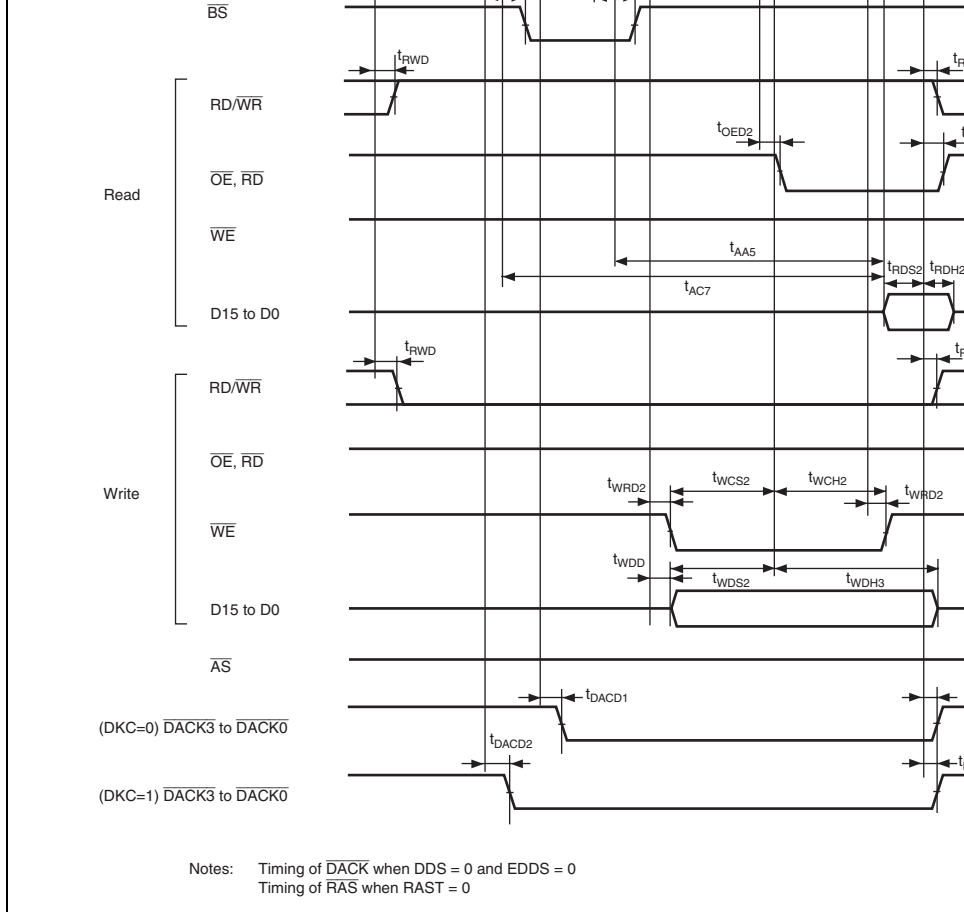 BS
tRWD
tR
RD/WR
tOED2
t
OE, RD
Read
WE
tAA5
tRDS2 tRDH2
tAC7
D15 to D0
tRWD
RD/WR
OE, RD
Write
tWRD2 tWCS2 tWCH2 tWRD2
WE
tWDD
tWDS2 tWDH3
D15 to D0
AS
tDACD1
(DKC=0) DACK3 to DACK0
tDACD2
(DKC=1) DACK3 to DACK0
Notes: Timing of DACK when DDS = 0 and EDDS = 0
Timing of RAS when RAST = 0